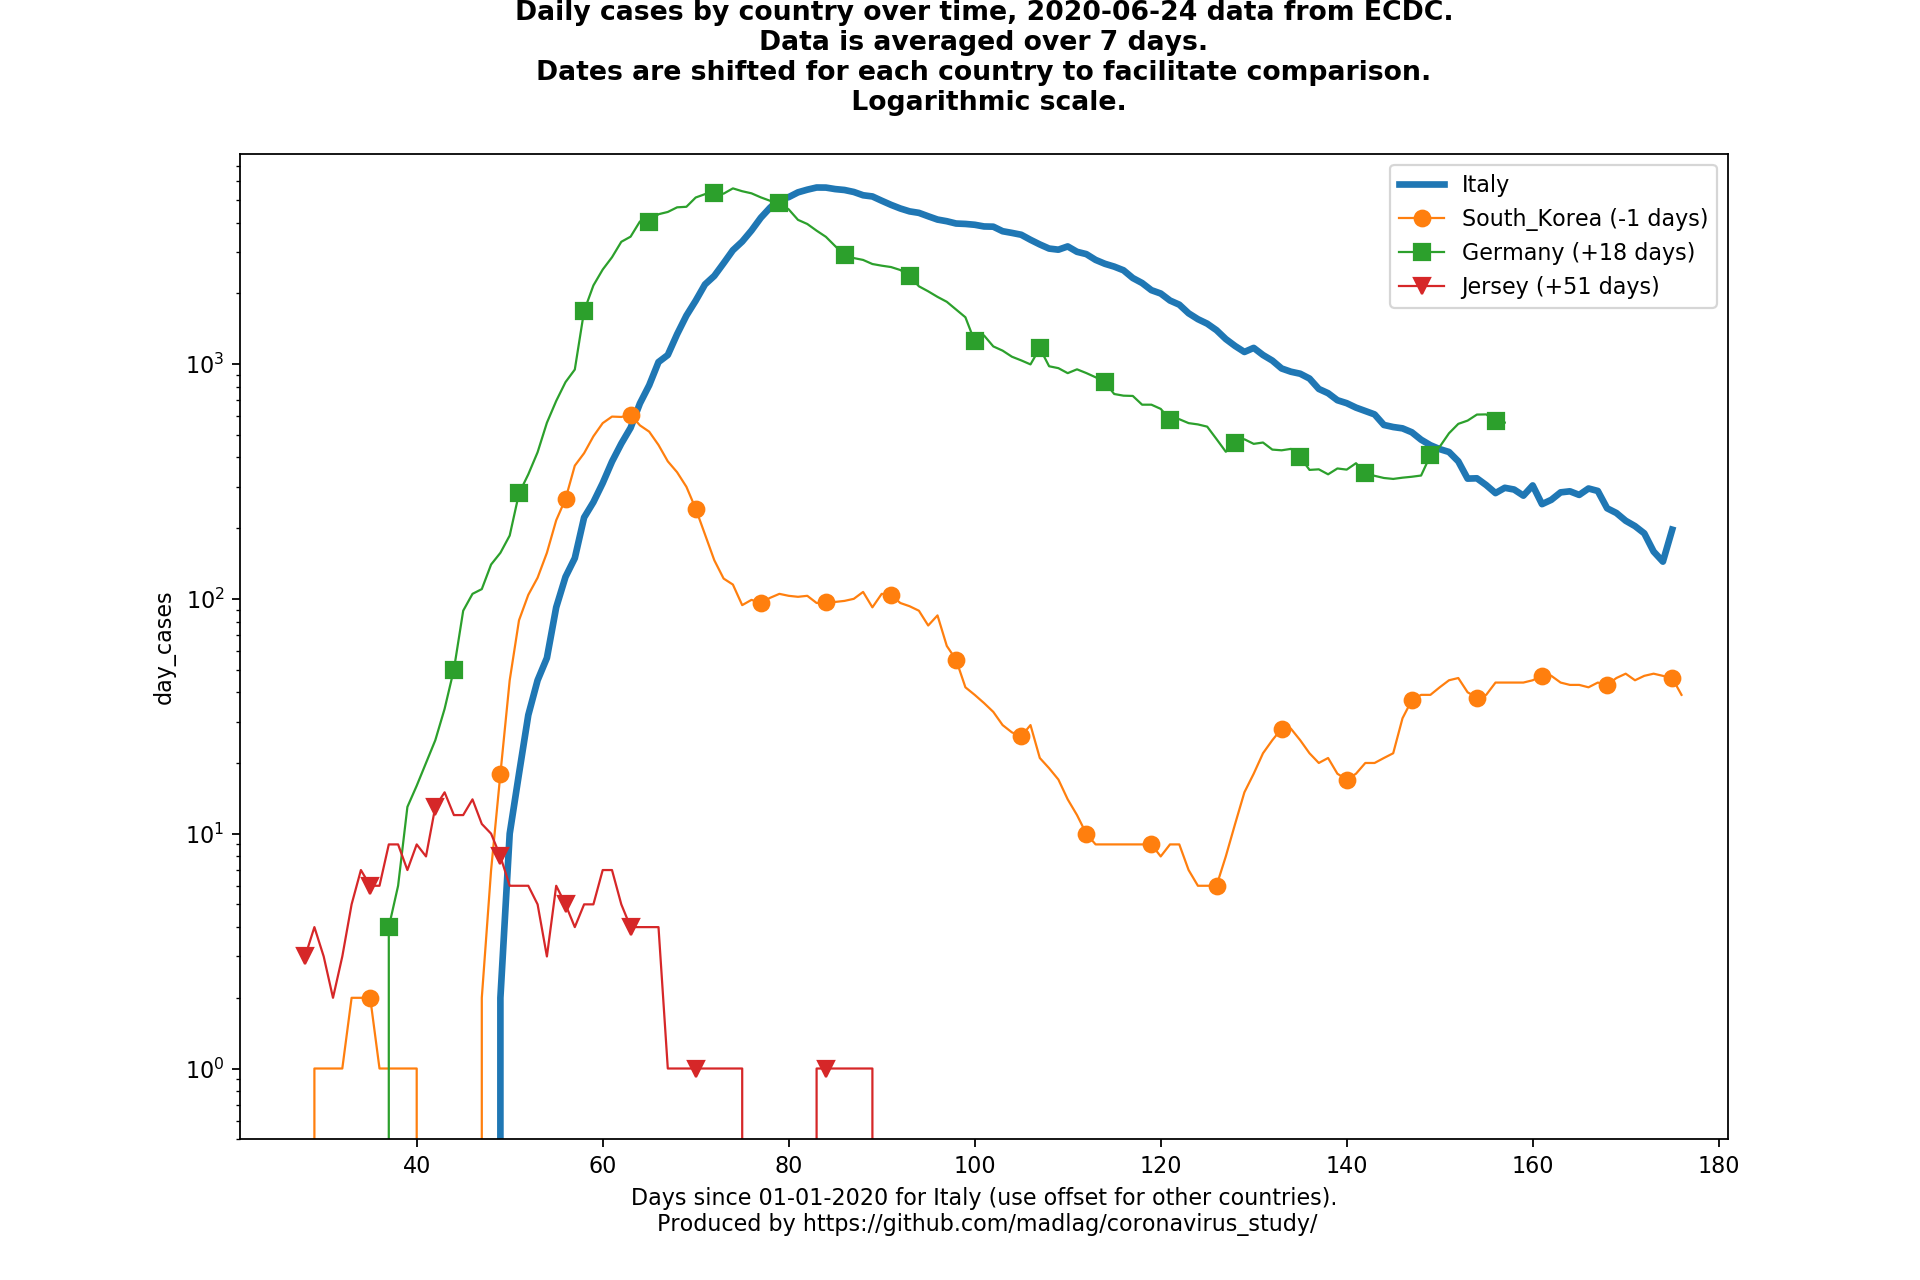 Daily cases by country over time, 2020-06-24 data from ECDC.
Data is averaged over 7 days.
Dates are shifted for each country to facilitate comparison.
Logarithmic scale.
Italy
South_Korea (-1 days)
Germany (+18 days)
Jersey (+51 days)
day_cases
10³
10²
10¹
10⁰
40 60 80 100 120 140 160 180
Days since 01-01-2020 for Italy (use offset for other countries).
Produced by https://github.com/madlag/coronavirus_study/